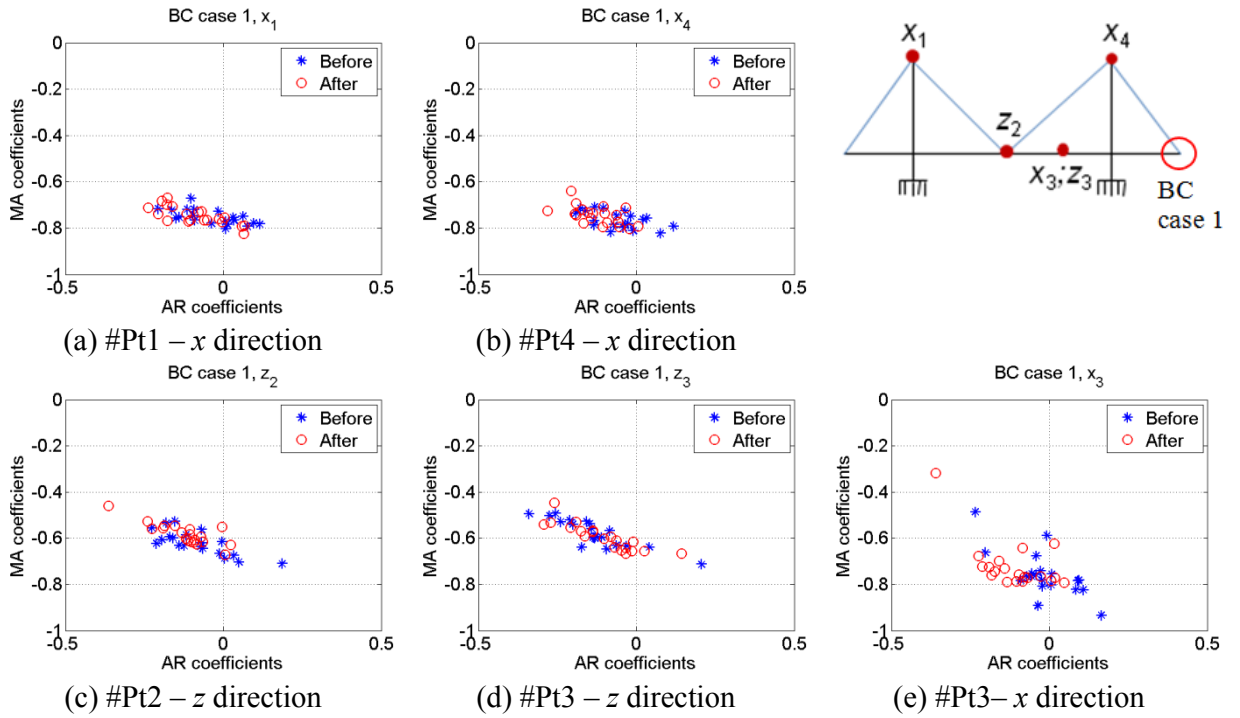 BC case 1, x1
0
-0.2
-0.4
-0.6
-0.8
-1
-0.5
0
0.5
MA coefficients
AR coefficients
Before
After
(a) #Pt1 – x direction
BC case 1, x4
0
-0.2
-0.4
-0.6
-0.8
-1
-0.5
0
0.5
MA coefficients
AR coefficients
Before
After
(b) #Pt4 – x direction
x1
x4
z2
x3;z3
BC
case 1
BC case 1, z2
0
-0.2
-0.4
-0.6
-0.8
-1
-0.5
0
0.5
MA coefficients
AR coefficients
Before
After
(c) #Pt2 – z direction
BC case 1, z3
0
-0.2
-0.4
-0.6
-0.8
-1
-0.5
0
0.5
MA coefficients
AR coefficients
Before
After
(d) #Pt3 – z direction
BC case 1, x3
0
-0.2
-0.4
-0.6
-0.8
-1
-0.5
0
0.5
MA coefficients
AR coefficients
Before
After
(e) #Pt3– x direction